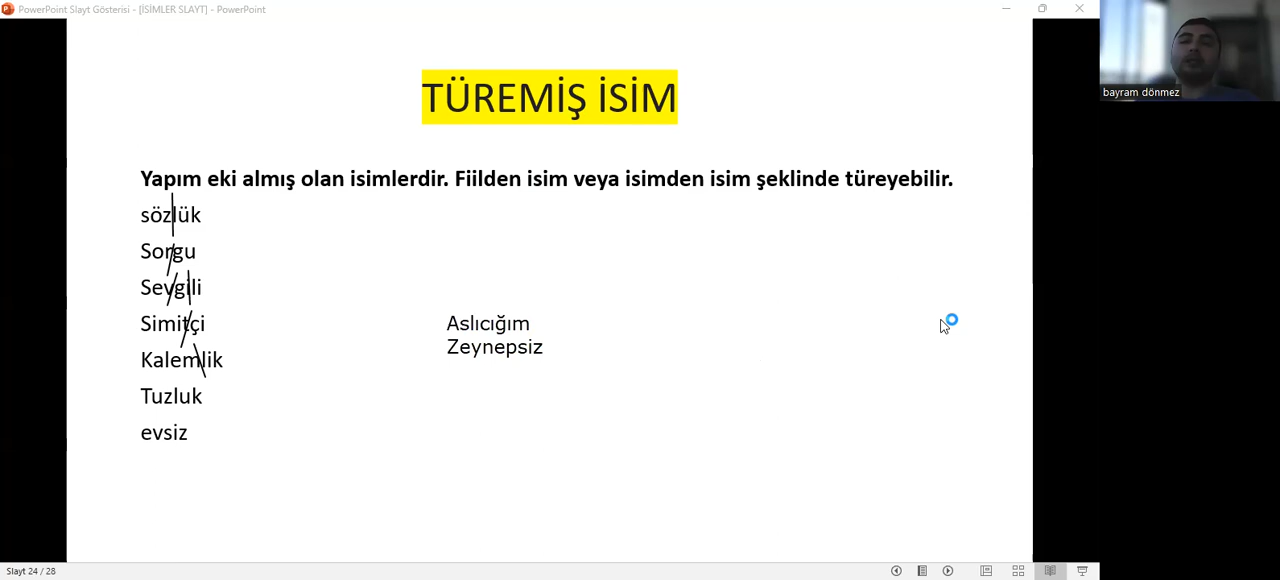 PowerPoint Slayt Gösterisi - [İSİMLER SLAYT] - PowerPoint
bayram dönmez
TÜREMİŞ İSİM
Yapım eki almış olan isimlerdir. Fiilden isim veya isimden isim şeklinde türeyebilir.
sözlük
Sorgu
Sevgili
Simitçi
Kalemlik
Tuzluk
evsiz
Aslıcığım
Zeynepsiz
Slayt 24 / 28